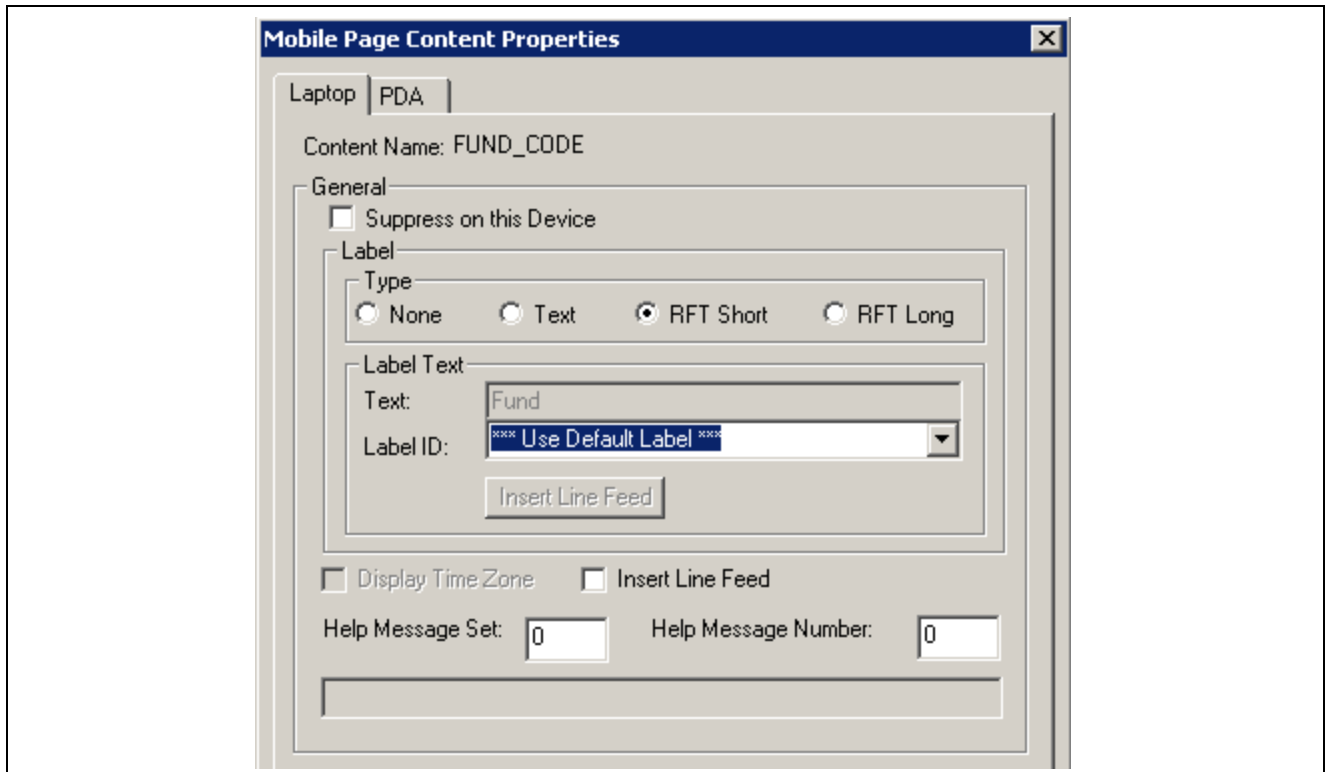 Mobile Page Content Properties
Laptop PDA
Content Name: FUND_CODE
General
Suppress on this Device
Label
Type
None Text RFT Short RFT Long
Label Text
Text: Fund
Label ID: *** Use Default Label ***
Insert Line Feed
Display Time Zone Insert Line Feed
Help Message Set: 0 Help Message Number: 0